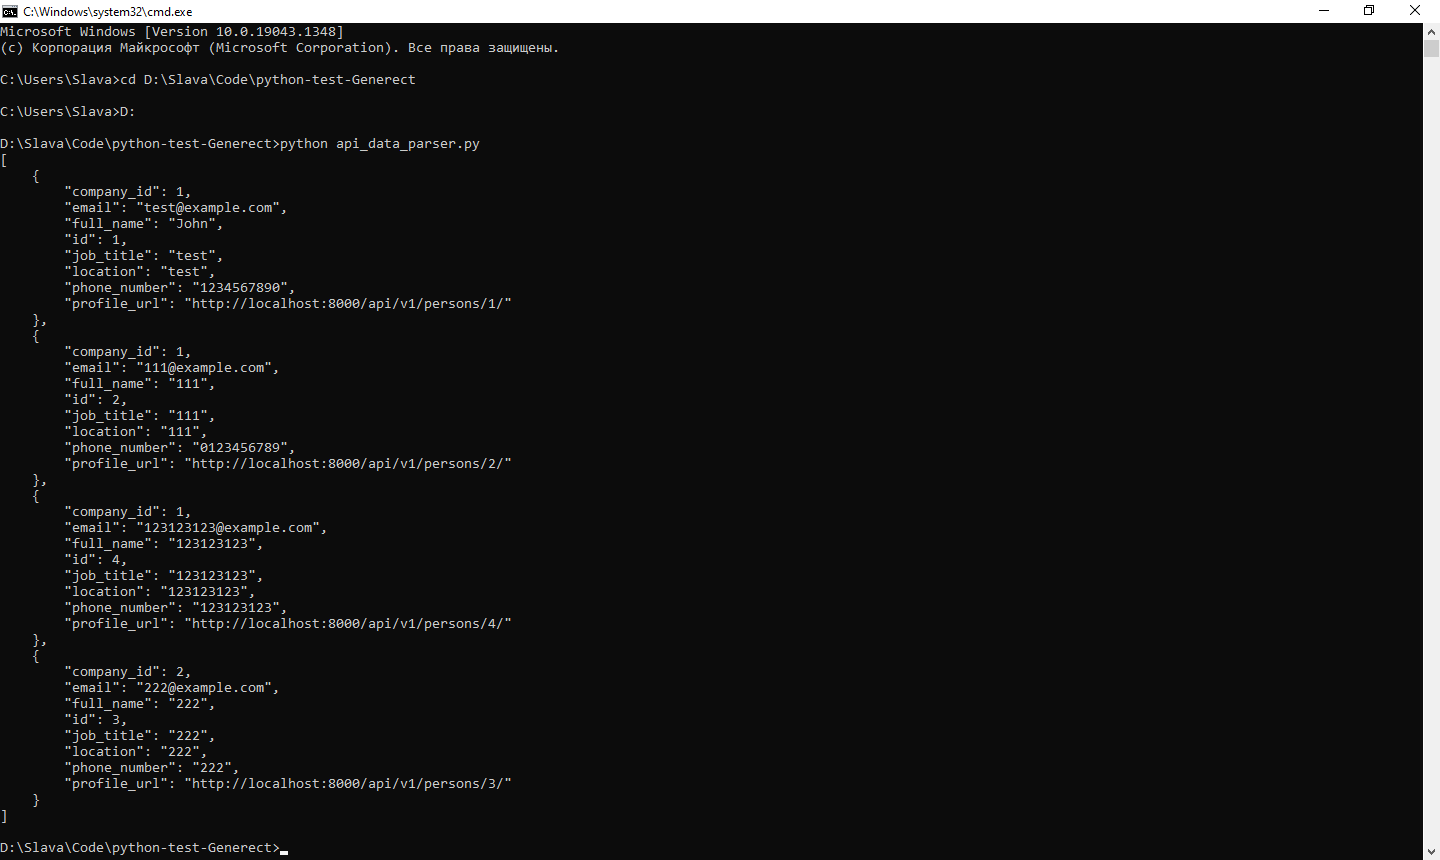 C:\Windows\system32\cmd.exe
Microsoft Windows [Version 10.0.19043.1348]
(c) Корпорация Майкрософт (Microsoft Corporation). Все права защищены.

C:\Users\Slava>cd D:\Slava\Code\python-test-Generect

C:\Users\Slava>D:

D:\Slava\Code\python-test-Generect>python api_data_parser.py
[
    {
        "company_id": 1,
        "email": "test@example.com",
        "full_name": "John",
        "id": 1,
        "job_title": "test",
        "location": "test",
        "phone_number": "1234567890",
        "profile_url": "http://localhost:8000/api/v1/persons/1/"
    },
    {
        "company_id": 1,
        "email": "111@example.com",
        "full_name": "111",
        "id": 2,
        "job_title": "111",
        "location": "111",
        "phone_number": "0123456789",
        "profile_url": "http://localhost:8000/api/v1/persons/2/"
    },
    {
        "company_id": 1,
        "email": "123123123@example.com",
        "full_name": "123123123",
        "id": 4,
        "job_title": "123123123",
        "location": "123123123",
        "phone_number": "123123123",
        "profile_url": "http://localhost:8000/api/v1/persons/4/"
    },
    {
        "company_id": 2,
        "email": "222@example.com",
        "full_name": "222",
        "id": 3,
        "job_title": "222",
        "location": "222",
        "phone_number": "222",
        "profile_url": "http://localhost:8000/api/v1/persons/3/"
    }
]

D:\Slava\Code\python-test-Generect>